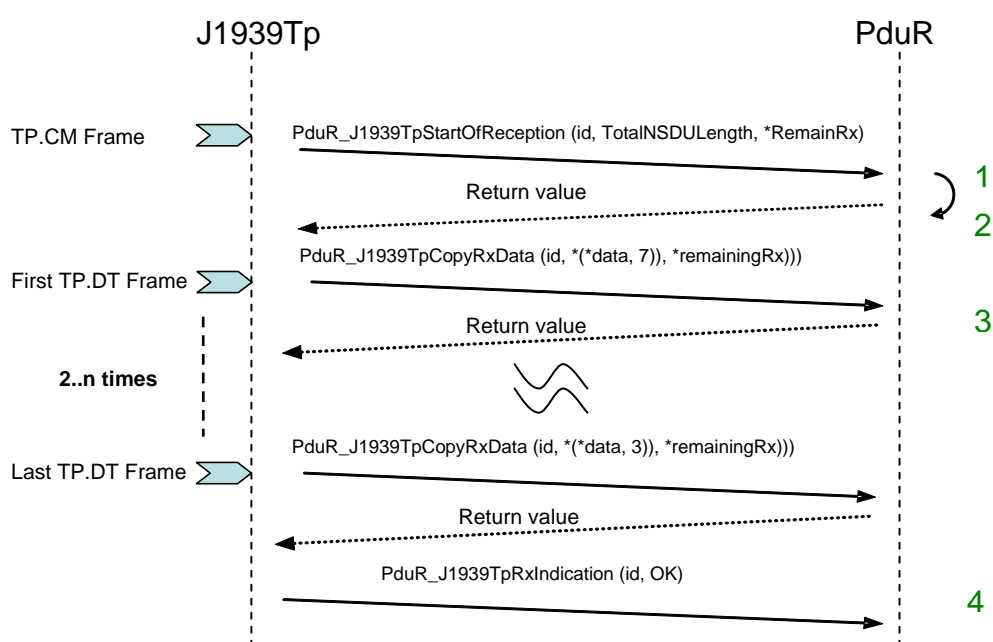 J1939Tp
PduR
TP.CM Frame
PduR_J1939TpStartOfReception (id, TotalNSDULength, *RemainRx)
1
Return value
2
PduR_J1939TpCopyRxData (id, *(*data, 7)), *remainingRx)))
First TP.DT Frame
Return value
3
2..n times
PduR_J1939TpCopyRxData (id, *(*data, 3)), *remainingRx)))
Last TP.DT Frame
Return value
PduR_J1939TpRxIndication (id, OK)
4